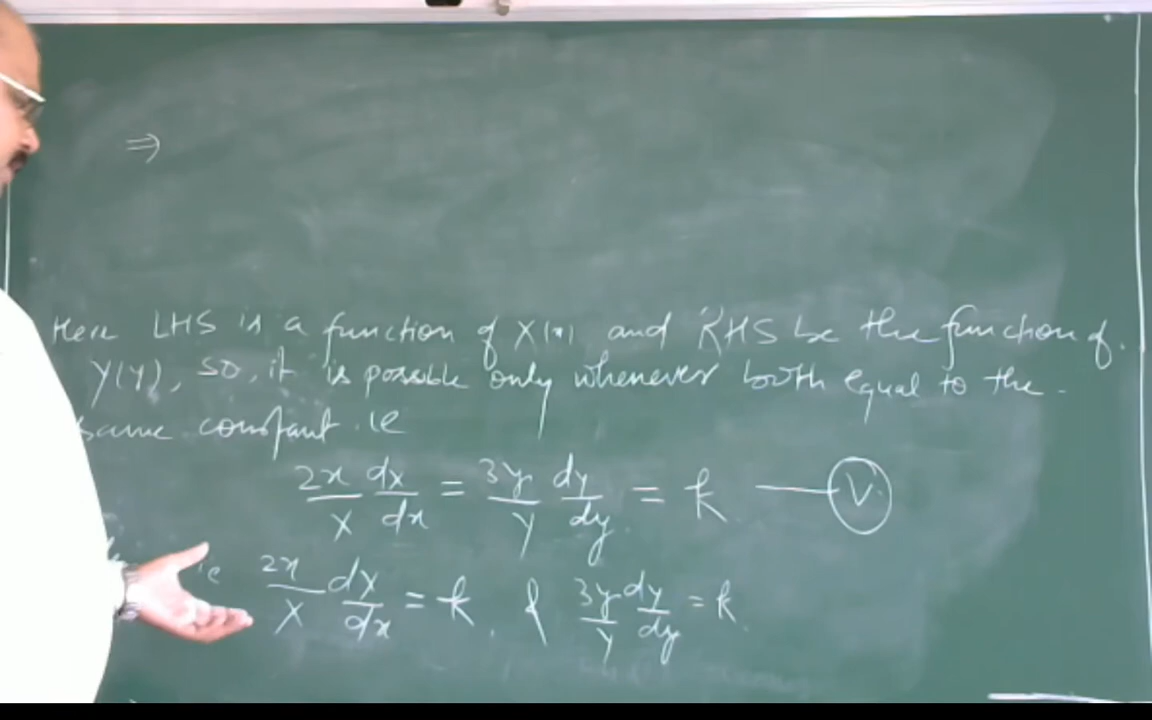 ⇒
Here LHS is a function of X(x) and RHS be the function of.
Y(y), so, it is possible only whenever both equal to the
same constant. ie
2x/X dX/dx = 3y/Y dY/dy = k — (V)
ie 2x/X dX/dx = k, & 3y/Y dY/dy = k